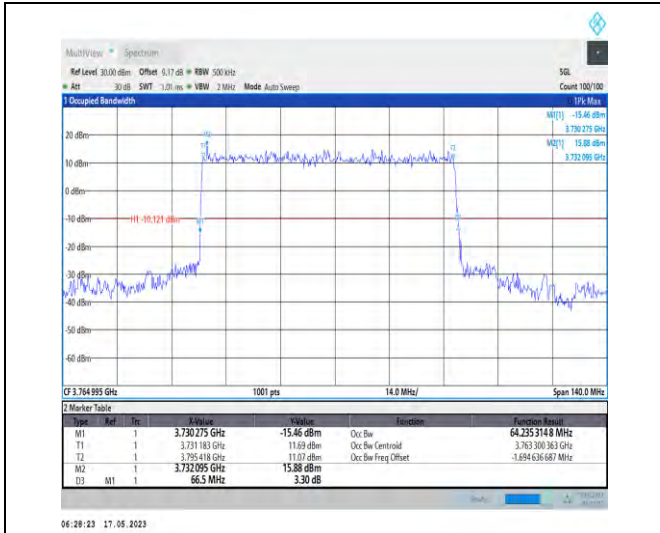 MultiView Spectrum
Ref Level 30.00 dBm Offset 9.17 dB RBW 500 kHz SGL
Att 30 dB SWT 1.01 ms VBW 2 MHz Mode Auto Sweep Count 100/100
1 Occupied Bandwidth 1Pk Max
M1[1] -15.46 dBm
3.730 275 GHz
M2[1] 15.88 dBm
3.732 095 GHz
20 dBm
M2
T1 T2
10 dBm
0 dBm
-10 dBm H1 -10.121 dBm
M1
-20 dBm
-30 dBm
-40 dBm
-50 dBm
-60 dBm
CF 3.764 995 GHz 1001 pts 14.0 MHz/ Span 140.0 MHz
2 Marker Table
Type Ref Trc X-Value Y-Value Function Function Result
M1 1 3.730 275 GHz -15.46 dBm Occ Bw 64.235 314 8 MHz
T1 1 3.731 183 GHz 11.69 dBm Occ Bw Centroid 3.763 300 363 GHz
T2 1 3.795 418 GHz 11.07 dBm Occ Bw Freq Offset -1.694 636 687 MHz
M2 1 3.732 095 GHz 15.88 dBm
D3 M1 1 66.5 MHz 3.30 dB
06:28:23 17.05.2023